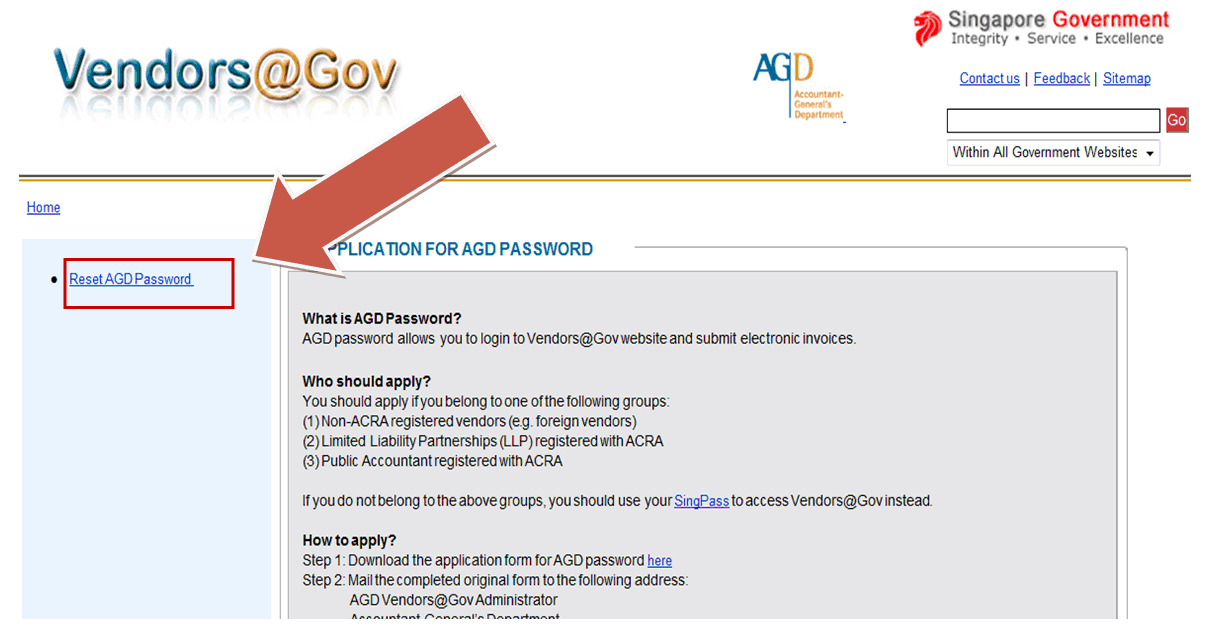 Vendors@Gov
AGD
Accountant-
General's
Department
Singapore Government
Integrity • Service • Excellence
Contact us | Feedback | Sitemap
Go
Within All Government Websites
Home
• Reset AGD Password
PPLICATION FOR AGD PASSWORD
What is AGD Password?
AGD password allows you to login to Vendors@Gov website and submit electronic invoices.
Who should apply?
You should apply if you belong to one of the following groups:
(1) Non-ACRA registered vendors (e.g. foreign vendors)
(2) Limited Liability Partnerships (LLP) registered with ACRA
(3) Public Accountant registered with ACRA
If you do not belong to the above groups, you should use your SingPass to access Vendors@Gov instead.
How to apply?
Step 1: Download the application form for AGD password here
Step 2: Mail the completed original form to the following address:
AGD Vendors@Gov Administrator
Accountant-General's Department